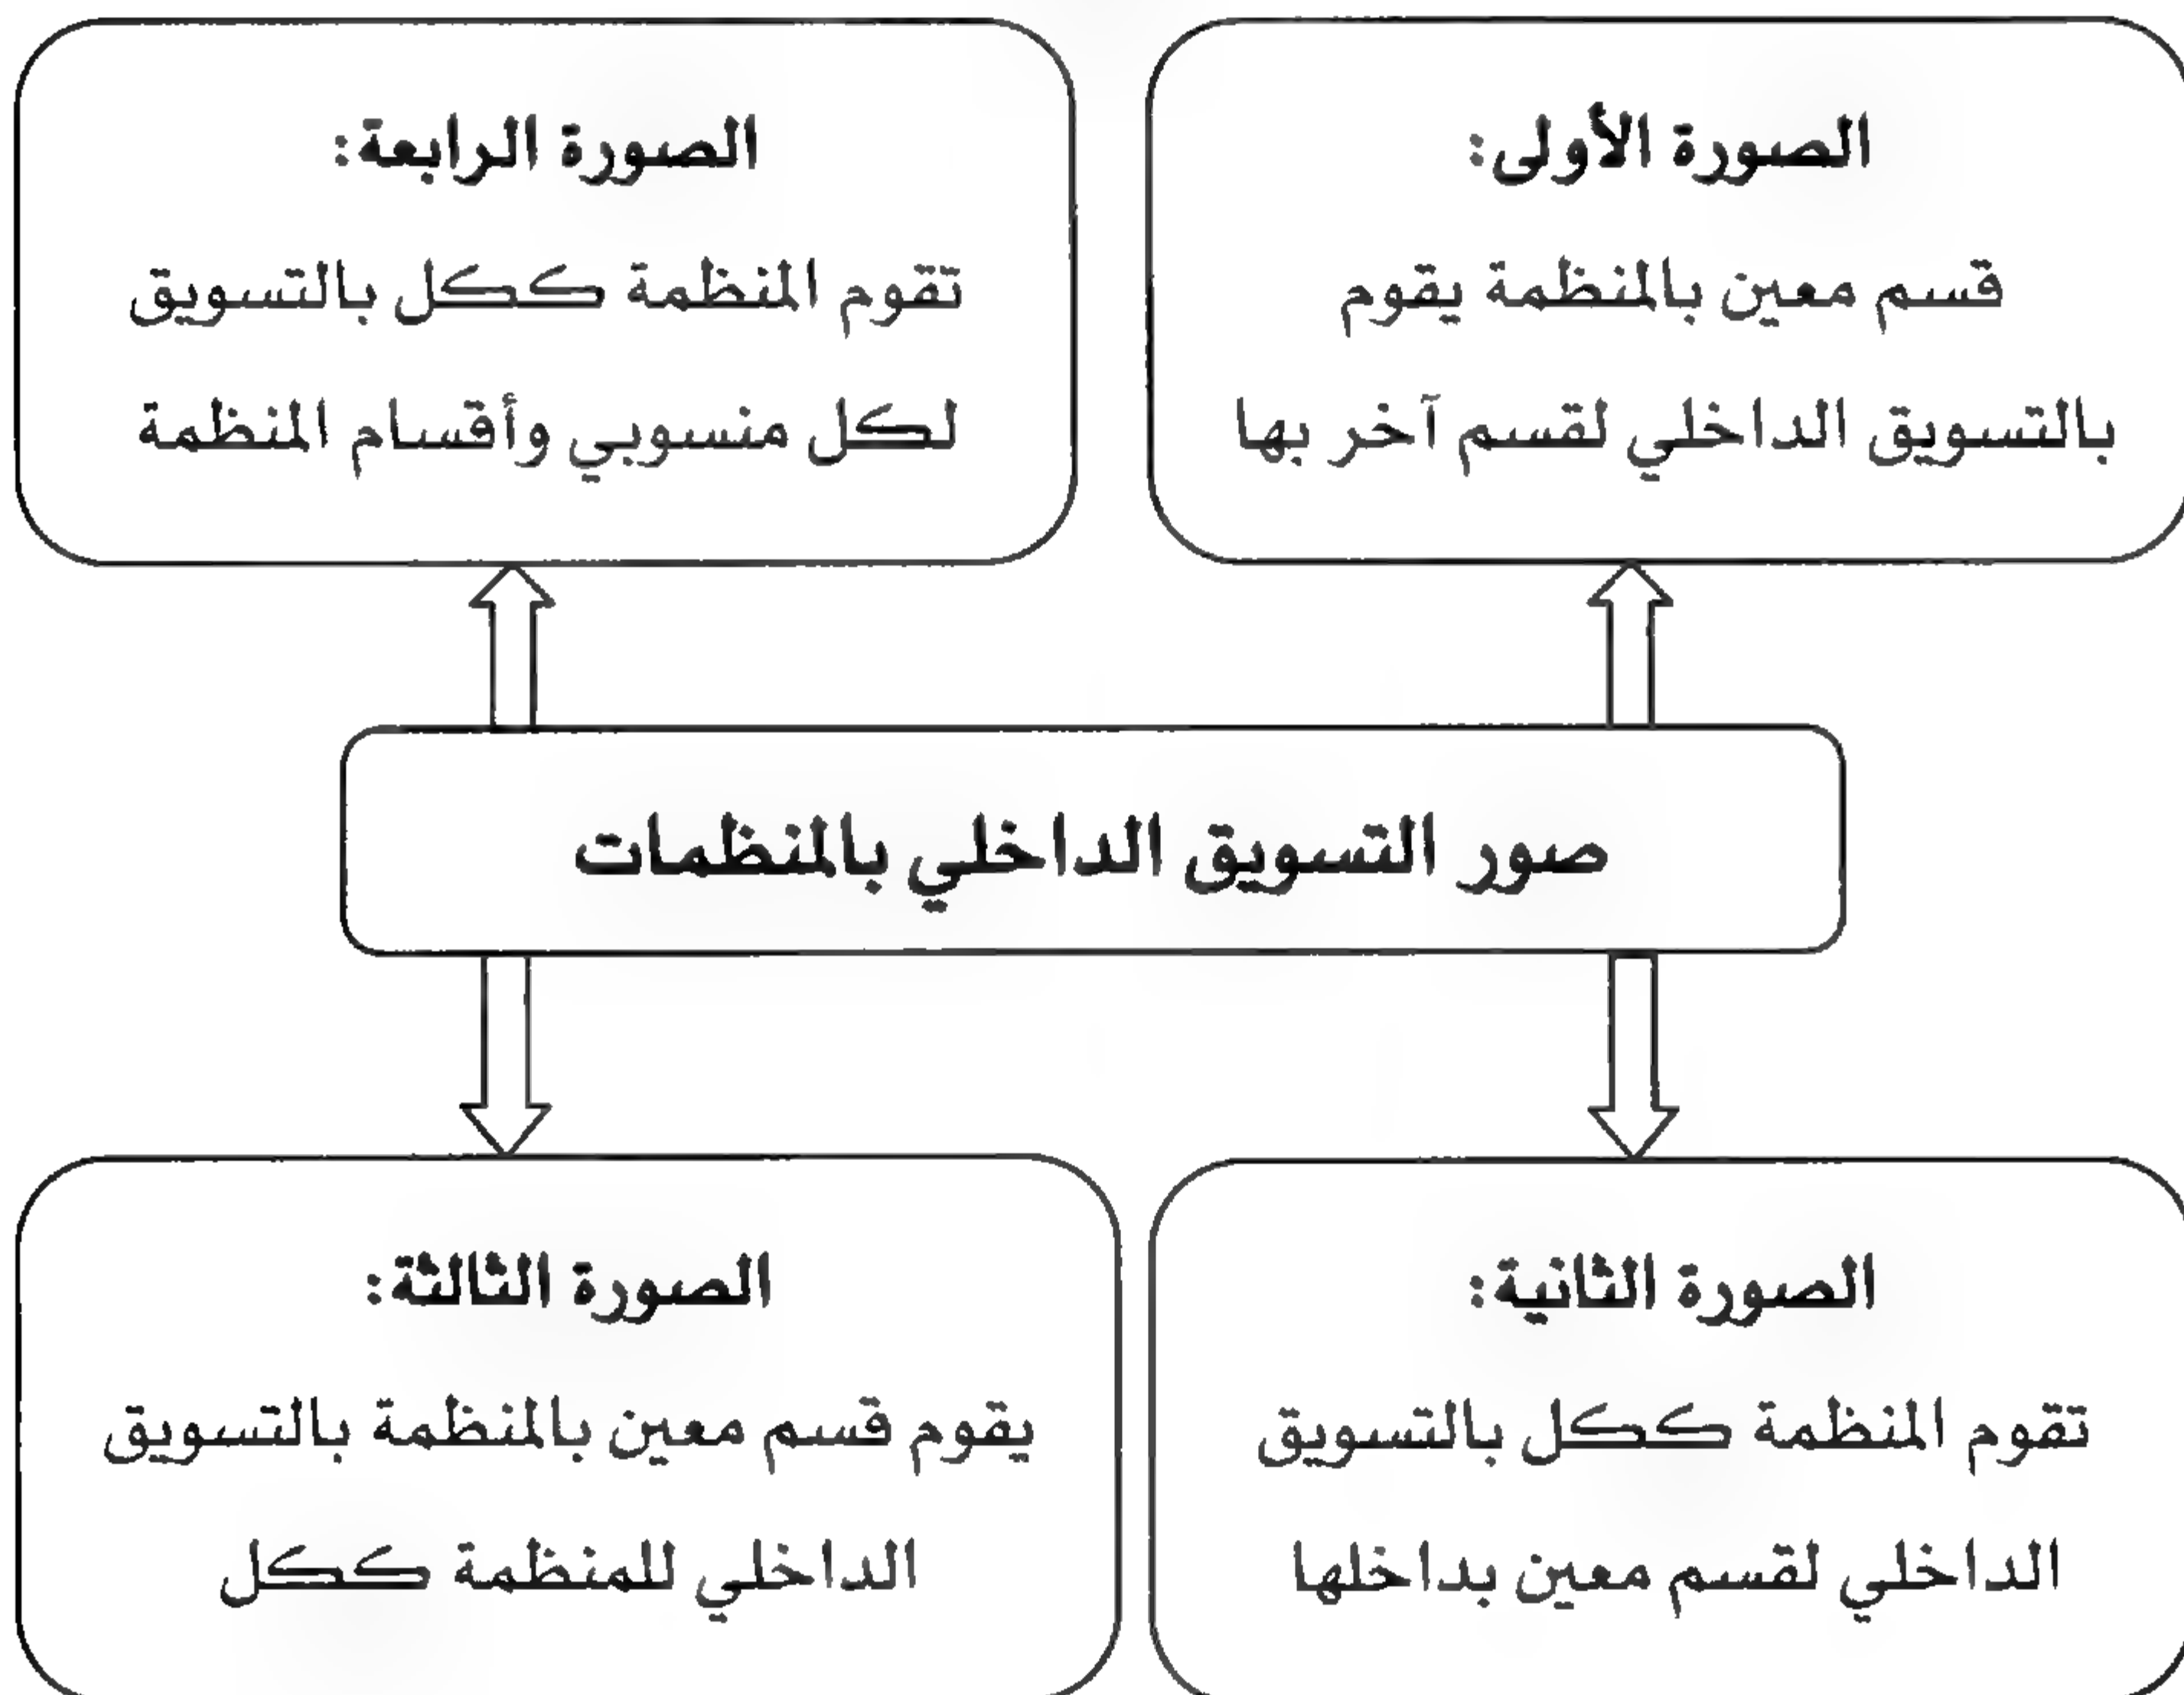 الصورة الأولى:
قسم معين بالمنظمة يقوم
بالتسويق الداخلي لقسم آخر بها
الصورة الرابعة:
تقوم المنظمة ككل بالتسويق
لكل منسوبي وأقسام المنظمة
صور التسويق الداخلي بالمنظمات
الصورة الثانية:
تقوم المنظمة ككل بالتسويق
الداخلي لقسم معين بداخلها
الصورة الثالثة:
يقوم قسم معين بالمنظمة بالتسويق
الداخلي للمنظمة ككل